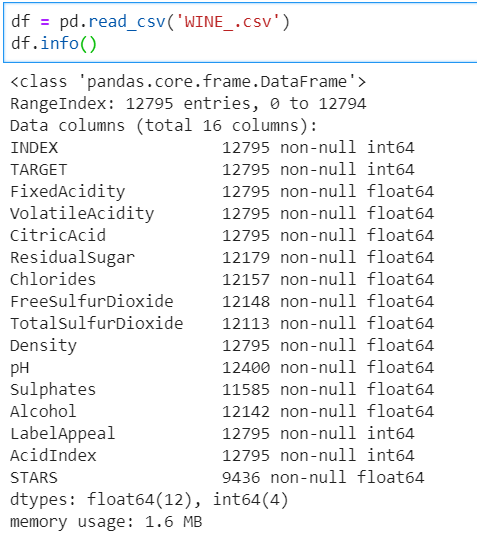 df = pd.read_csv('WINE_.csv')
df.info()
<class 'pandas.core.frame.DataFrame'>
RangeIndex: 12795 entries, 0 to 12794
Data columns (total 16 columns):
INDEX                 12795 non-null int64
TARGET                12795 non-null int64
FixedAcidity          12795 non-null float64
VolatileAcidity       12795 non-null float64
CitricAcid            12795 non-null float64
ResidualSugar         12179 non-null float64
Chlorides             12157 non-null float64
FreeSulfurDioxide     12148 non-null float64
TotalSulfurDioxide    12113 non-null float64
Density               12795 non-null float64
pH                    12400 non-null float64
Sulphates             11585 non-null float64
Alcohol               12142 non-null float64
LabelAppeal           12795 non-null int64
AcidIndex             12795 non-null int64
STARS                 9436 non-null float64
dtypes: float64(12), int64(4)
memory usage: 1.6 MB